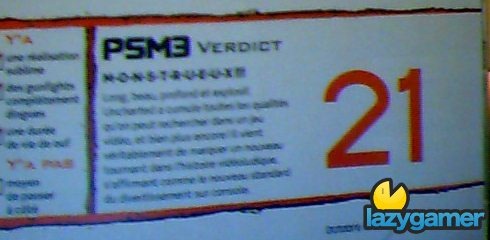 Y'A
une réalisation
sublime
des gunfights
complètement
dingues
une durée
de vie de ouf
Y'A PAS
moyen
de passer
à côté
PSM3 VERDICT
MONSTRUEUX!!!
Long, beau, profond et explosif.
Uncharted 2 cumule toutes les qualités
qu'on peut rechercher dans un jeu
vidéo, et bien plus encore. Il vient
véritablement de marquer un nouveau
tournant dans l'histoire vidéoludique,
s'affirmant comme le nouveau standard
du divertissement sur console.
21
lazygamer